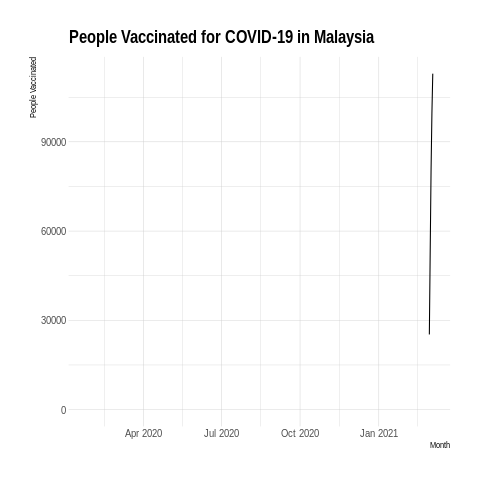 People Vaccinated for COVID-19 in Malaysia
People Vaccinated
90000
60000
30000
0
Apr 2020
Jul 2020
Oct 2020
Jan 2021
Month